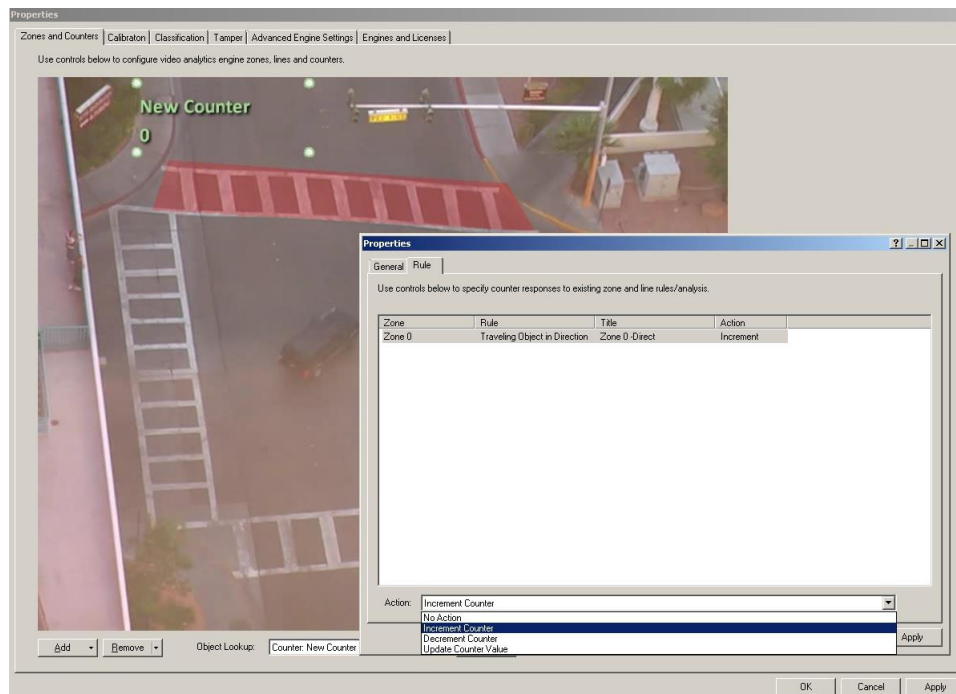 Properties
Zones and Counters Calibraton Classification Tamper Advanced Engine Settings Engines and Licenses
Use controls below to configure video analytics engine zones, lines and counters.
New Counter
0
Properties
General Rule
Use controls below to specify counter responses to existing zone and line rules/analysis.
Zone Rule Title Action
Zone 0 Traveling Object in Direction Zone 0 -Direct Increment
Action: Increment Counter
No Action
Increment Counter
Decrement Counter
Update Counter Value
Apply
Add Remove Object Lookup: Counter: New Counter
OK Cancel Apply